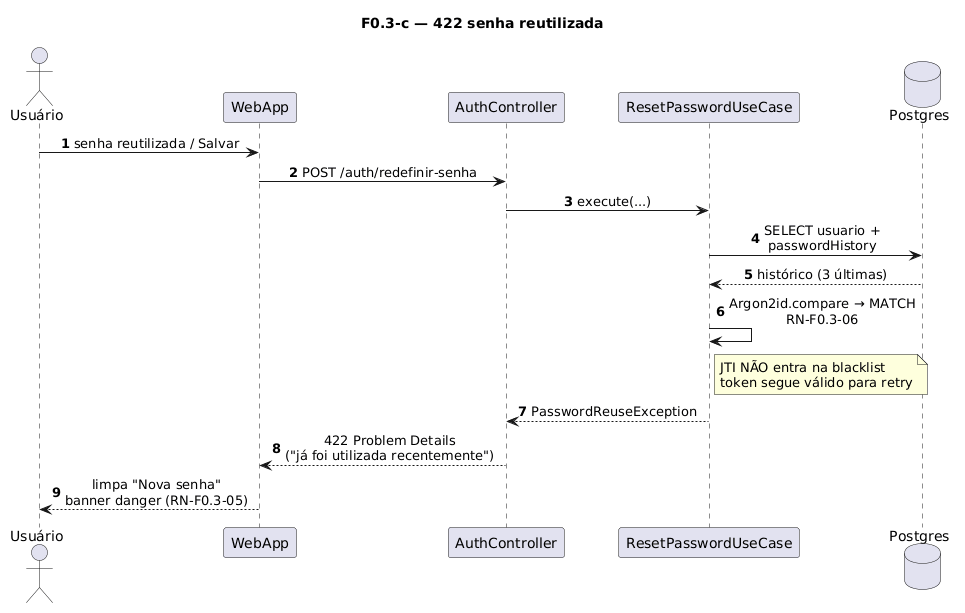 F0.3-c — 422 senha reutilizada
Usuário
WebApp
AuthController
ResetPasswordUseCase
Postgres
1 senha reutilizada / Salvar
2 POST /auth/redefinir-senha
3 execute(...)
4 SELECT usuario +
passwordHistory
5 histórico (3 últimas)
6 Argon2id.compare → MATCH
RN-F0.3-06
JTI NÃO entra na blacklist
token segue válido para retry
7 PasswordReuseException
8 422 Problem Details
("já foi utilizada recentemente")
9 limpa "Nova senha"
banner danger (RN-F0.3-05)
Usuário
WebApp
AuthController
ResetPasswordUseCase
Postgres